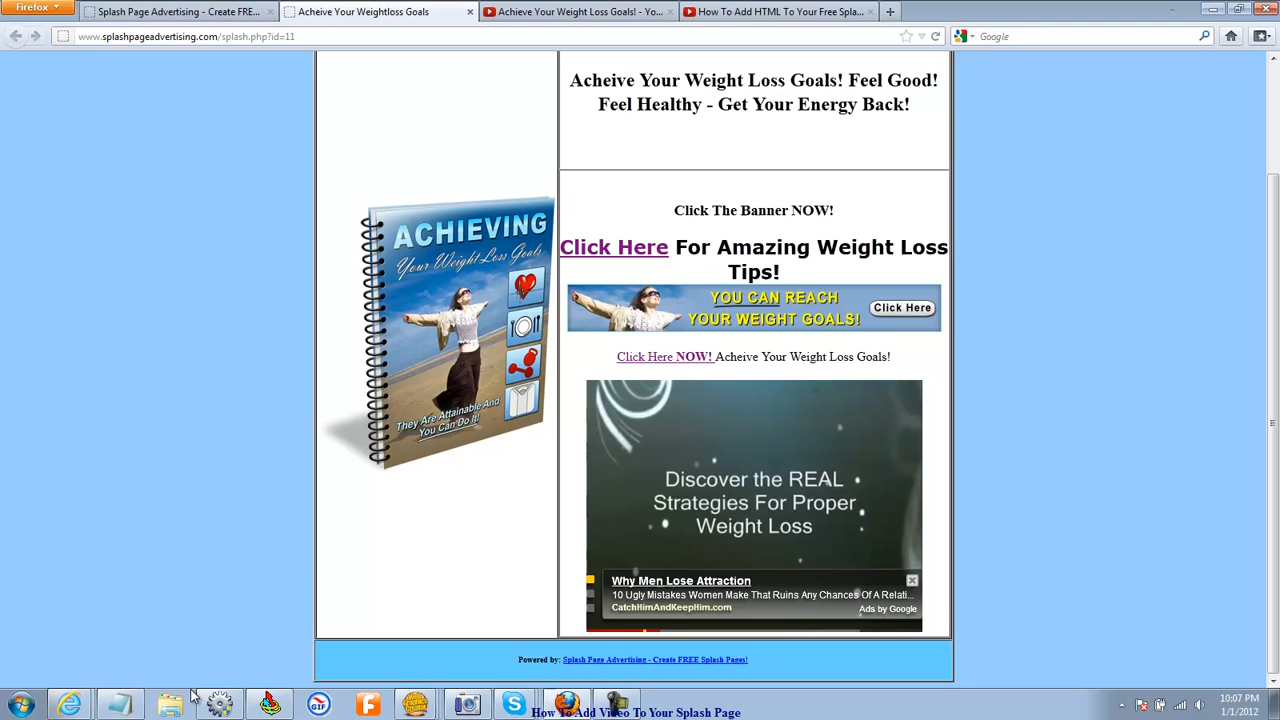 Firefox
Splash Page Advertising - Create FREE...
Acheive Your Weightloss Goals
Achieve Your Weight Loss Goals! - Yo...
How To Add HTML To Your Free Spla...
www.splashpageadvertising.com/splash.php?id=11
Google
Acheive Your Weight Loss Goals! Feel Good!
Feel Healthy - Get Your Energy Back!
Click The Banner NOW!
Click Here For Amazing Weight Loss
Tips!
YOU CAN REACH
YOUR WEIGHT GOALS!
Click Here
Click Here NOW! Acheive Your Weight Loss Goals!
ACHIEVING
Your Weight Loss Goals
They Are Attainable And
You Can Do It!
Discover the REAL
Strategies For Proper
Weight Loss
Why Men Lose Attraction
10 Ugly Mistakes Women Make That Ruins Any Chances Of A Relati...
CatchHimAndKeepHim.com
Ads by Google
Powered by: Splash Page Advertising - Create FREE Splash Pages!
GIF
How To Add Video To Your Splash Page
10:07 PM
1/1/2012